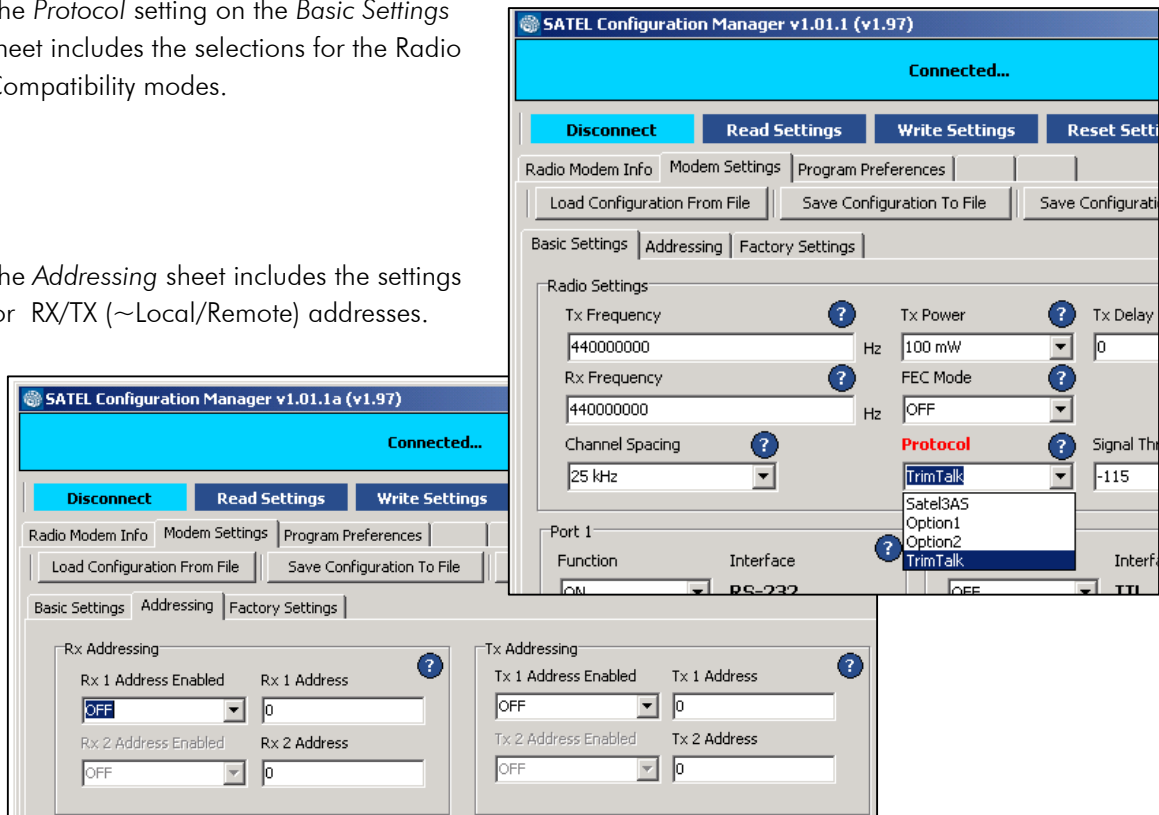 he Protocol setting on the Basic Settings
heet includes the selections for the Radio
ompatibility modes.
he Addressing sheet includes the settings
or RX/TX (~Local/Remote) addresses.
SATEL Configuration Manager v1.01.1 (v1.97)
Connected...
Disconnect Read Settings Write Settings Reset Setti
Radio Modem Info Modem Settings Program Preferences
Load Configuration From File Save Configuration To File Save Configurati
Basic Settings Addressing Factory Settings
Radio Settings
Tx Frequency ? Tx Power ? Tx Delay
440000000 Hz 100 mW 0
Rx Frequency ? FEC Mode ?
440000000 Hz OFF
Channel Spacing ? Protocol ? Signal Thr
25 kHz TrimTalk -115
Satel3AS
Option1
Option2
TrimTalk
Port 1
Function Interface ? Interf
ON RS-232 OFF TTL
SATEL Configuration Manager v1.01.1a (v1.97)
Connected...
Disconnect Read Settings Write Settings
Radio Modem Info Modem Settings Program Preferences
Load Configuration From File Save Configuration To File
Basic Settings Addressing Factory Settings
Rx Addressing ? Tx Addressing ?
Rx 1 Address Enabled Rx 1 Address Tx 1 Address Enabled Tx 1 Address
OFF 0 OFF 0
Rx 2 Address Enabled Rx 2 Address Tx 2 Address Enabled Tx 2 Address
OFF 0 OFF 0